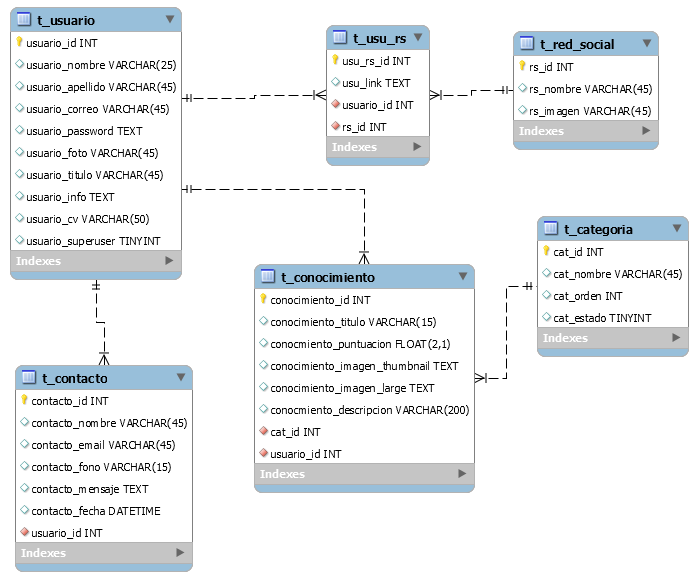 t_usuario
usuario_id INT
usuario_nombre VARCHAR(25)
usuario_apellido VARCHAR(45)
usuario_correo VARCHAR(45)
usuario_password TEXT
usuario_foto VARCHAR(45)
usuario_titulo VARCHAR(45)
usuario_info TEXT
usuario_cv VARCHAR(50)
usuario_superuser TINYINT
Indexes
t_usu_rs
usu_rs_id INT
usu_link TEXT
usuario_id INT
rs_id INT
Indexes
t_red_social
rs_id INT
rs_nombre VARCHAR(45)
rs_imagen VARCHAR(45)
Indexes
t_categoria
cat_id INT
cat_nombre VARCHAR(45)
cat_orden INT
cat_estado TINYINT
Indexes
t_conocimiento
conocimiento_id INT
conocimiento_titulo VARCHAR(15)
conocimiento_puntuacion FLOAT(2,1)
conocimiento_imagen_thumbnail TEXT
conocimiento_imagen_large TEXT
conocmiento_descripcion VARCHAR(200)
cat_id INT
usuario_id INT
Indexes
t_contacto
contacto_id INT
contacto_nombre VARCHAR(45)
contacto_email VARCHAR(45)
contacto_fono VARCHAR(15)
contacto_mensaje TEXT
contacto_fecha DATETIME
usuario_id INT
Indexes